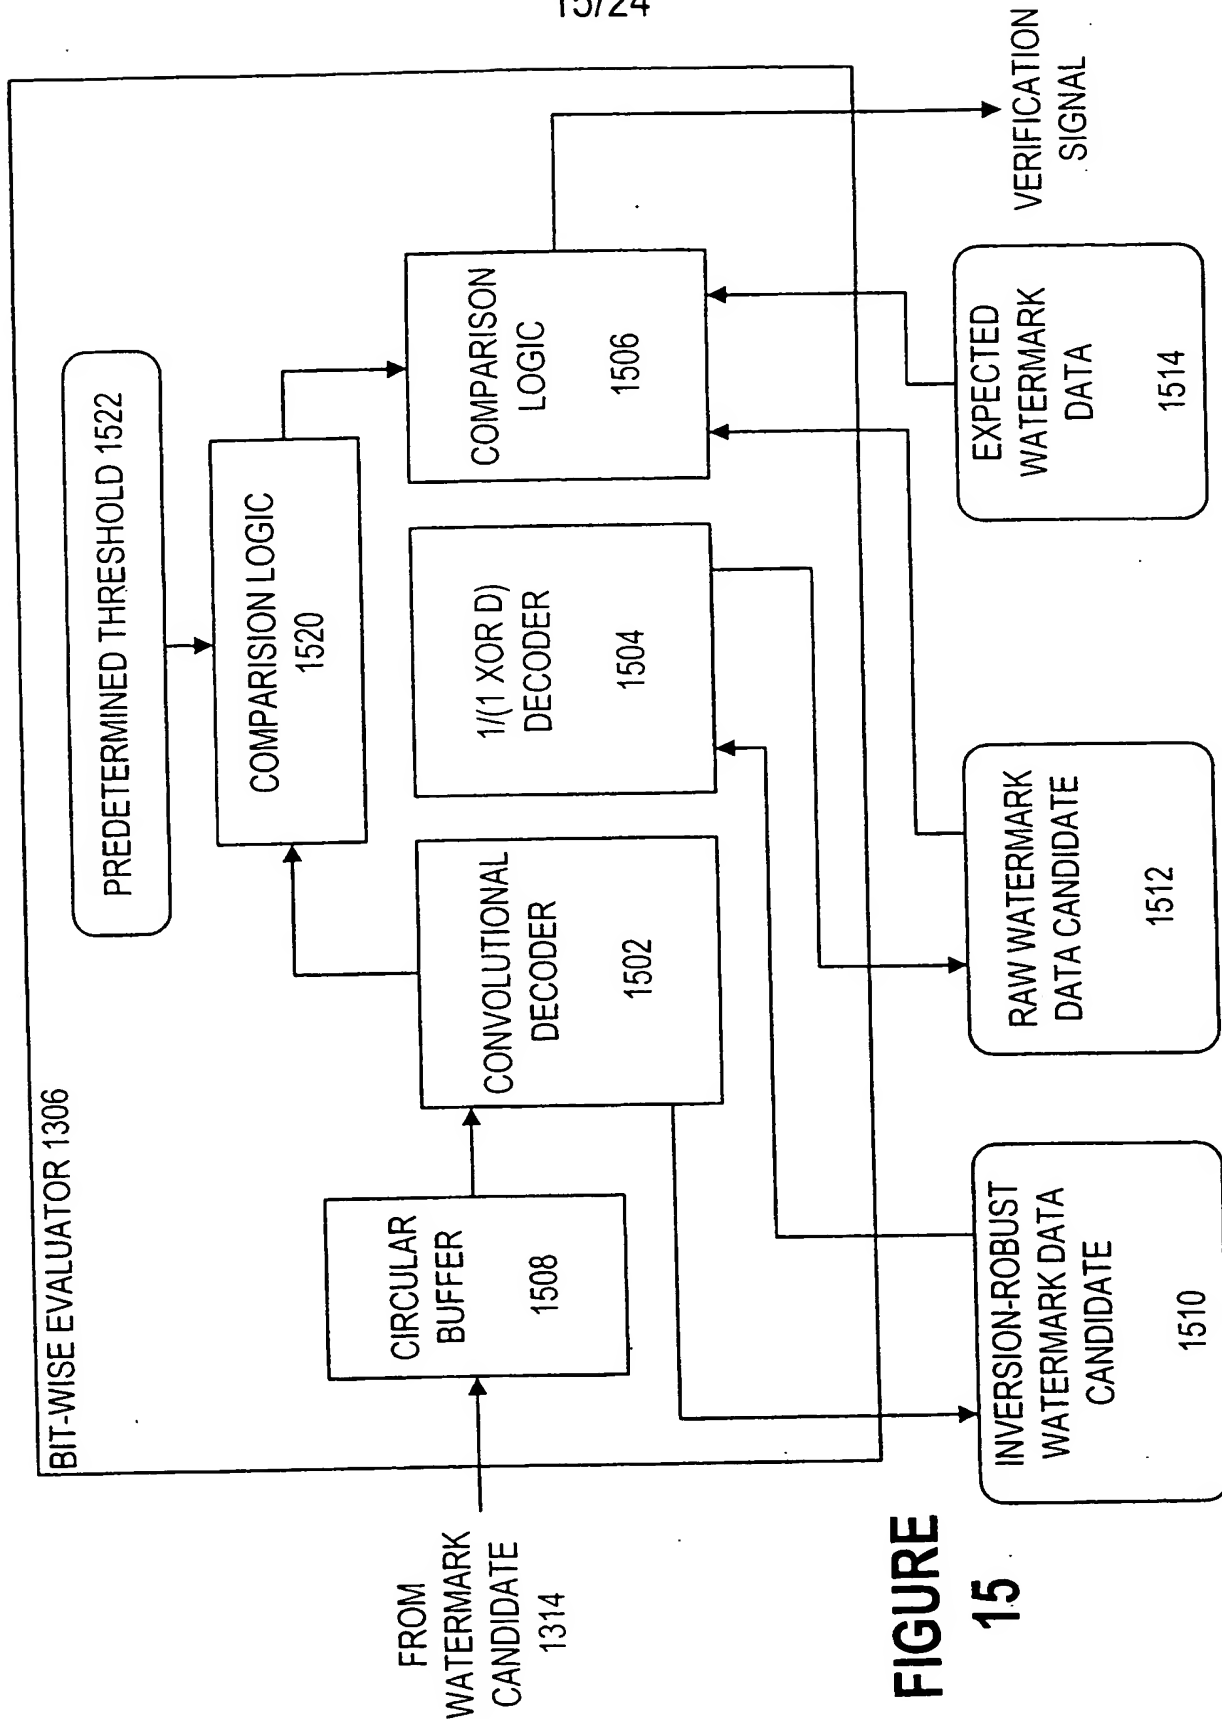 15/24
BIT-WISE EVALUATOR 1306
PREDETERMINED THRESHOLD 1522
COMPARISION LOGIC
1520
FROM
WATERMARK
CANDIDATE
1314
CIRCULAR
BUFFER
1508
CONVOLUTIONAL
DECODER
1502
1/(1 XOR D)
DECODER
1504
COMPARISON
LOGIC
1506
INVERSION-ROBUST
WATERMARK DATA
CANDIDATE
1510
RAW WATERMARK
DATA CANDIDATE
1512
EXPECTED
WATERMARK
DATA
1514
VERIFICATION
SIGNAL
FIGURE
15